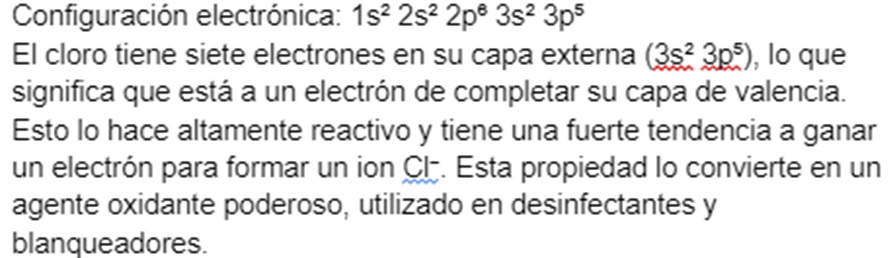 Configuración electrónica: 1s² 2s² 2p⁶ 3s² 3p⁵
El cloro tiene siete electrones en su capa externa (3s² 3p⁵), lo que
significa que está a un electrón de completar su capa de valencia.
Esto lo hace altamente reactivo y tiene una fuerte tendencia a ganar
un electrón para formar un ion Cl⁻. Esta propiedad lo convierte en un
agente oxidante poderoso, utilizado en desinfectantes y
blanqueadores.